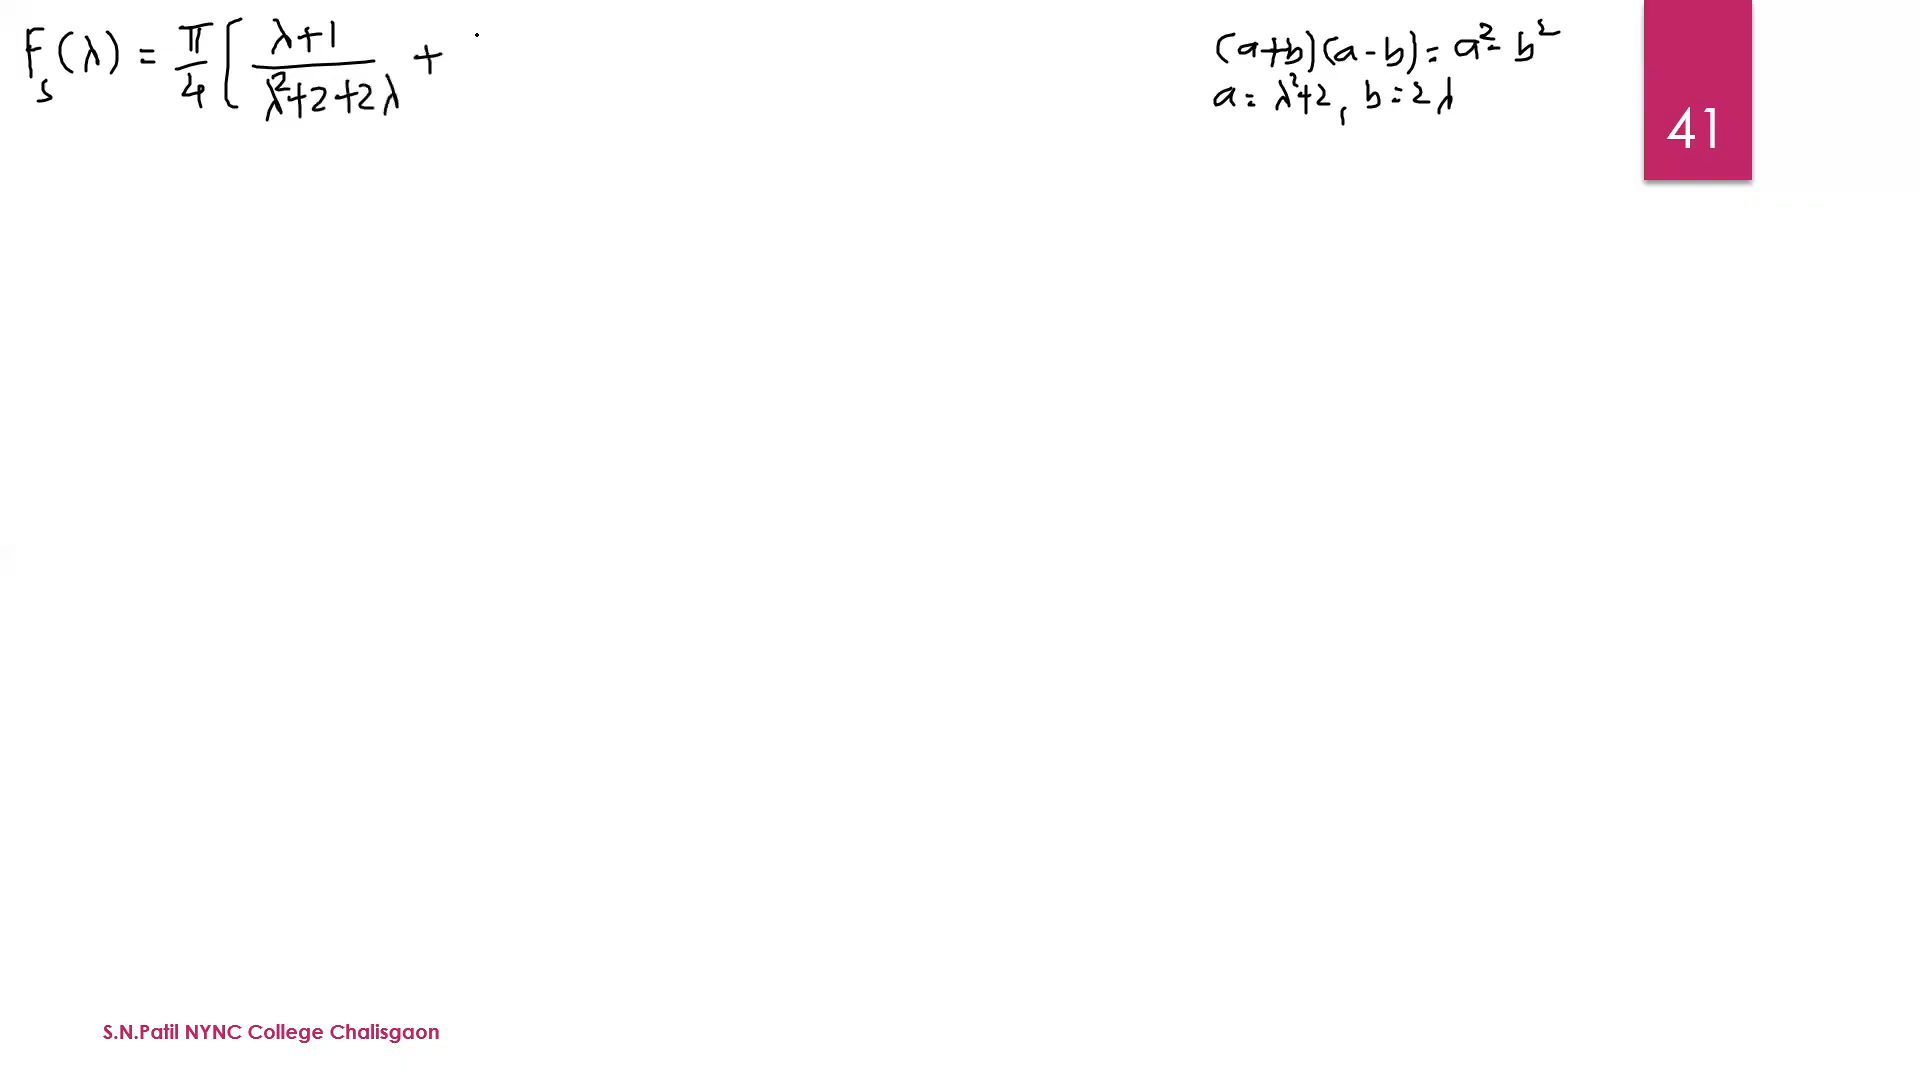 F_s(λ) = π/4 [ (λ+1)/(λ²+2+2λ) +
(a+b)(a-b) = a² - b²
a = λ²+2, b = 2λ
41
S.N.Patil NYNC College Chalisgaon